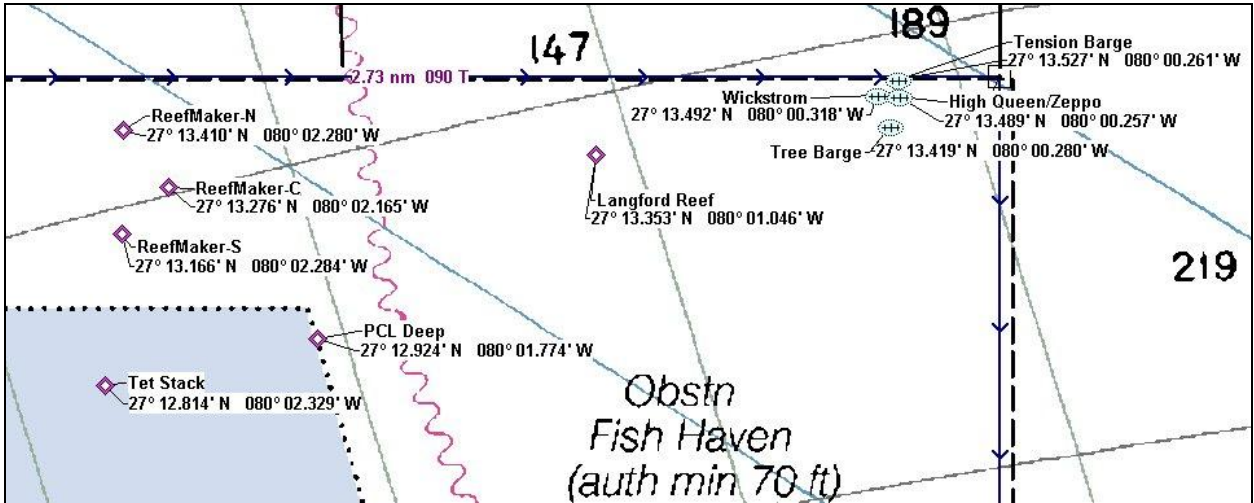 147
189
Tension Barge
27° 13.527' N 080° 00.261' W
2.73 nm 090 T
Wickstrom
27° 13.492' N 080° 00.318' W
High Queen/Zeppo
27° 13.489' N 080° 00.257' W
ReefMaker-N
27° 13.410' N 080° 02.280' W
Tree Barge
27° 13.419' N 080° 00.280' W
ReefMaker-C
27° 13.276' N 080° 02.165' W
Langford Reef
27° 13.353' N 080° 01.046' W
ReefMaker-S
27° 13.166' N 080° 02.284' W
219
PCL Deep
27° 12.924' N 080° 01.774' W
Tet Stack
27° 12.814' N 080° 02.329' W
Obstn
Fish Haven
(auth min 70 ft)